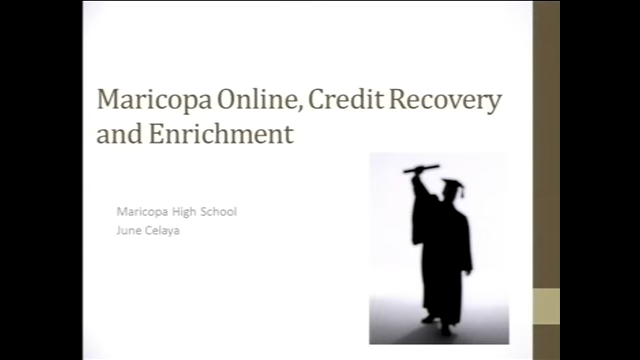 Maricopa Online, Credit Recovery
and Enrichment
Maricopa High School
June Celaya